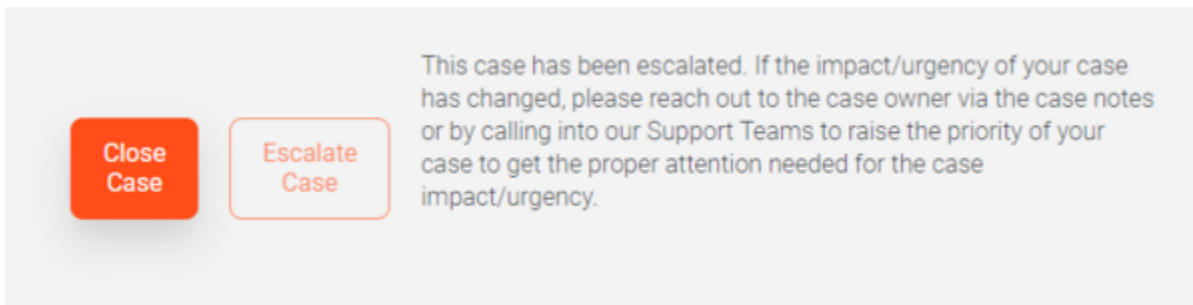 Close
Case
Escalate
Case
This case has been escalated. If the impact/urgency of your case
has changed, please reach out to the case owner via the case notes
or by calling into our Support Teams to raise the priority of your
case to get the proper attention needed for the case
impact/urgency.